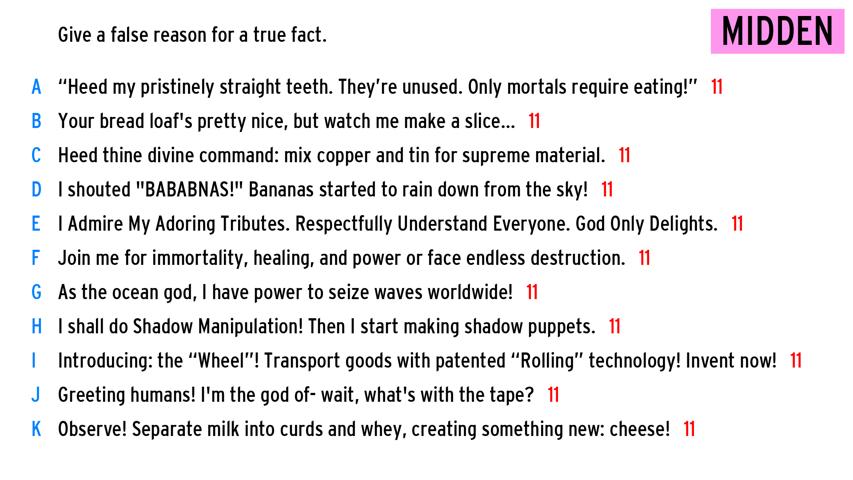 Give a false reason for a true fact.
MIDDEN
A "Heed my pristinely straight teeth. They're unused. Only mortals require eating!" 11
B Your bread loaf's pretty nice, but watch me make a slice... 11
C Heed thine divine command: mix copper and tin for supreme material. 11
D I shouted "BABABNAS!" Bananas started to rain down from the sky! 11
E I Admire My Adoring Tributes. Respectfully Understand Everyone. God Only Delights. 11
F Join me for immortality, healing, and power or face endless destruction. 11
G As the ocean god, I have power to seize waves worldwide! 11
H I shall do Shadow Manipulation! Then I start making shadow puppets. 11
I Introducing: the "Wheel"! Transport goods with patented "Rolling" technology! Invent now! 11
J Greeting humans! I'm the god of- wait, what's with the tape? 11
K Observe! Separate milk into curds and whey, creating something new: cheese! 11